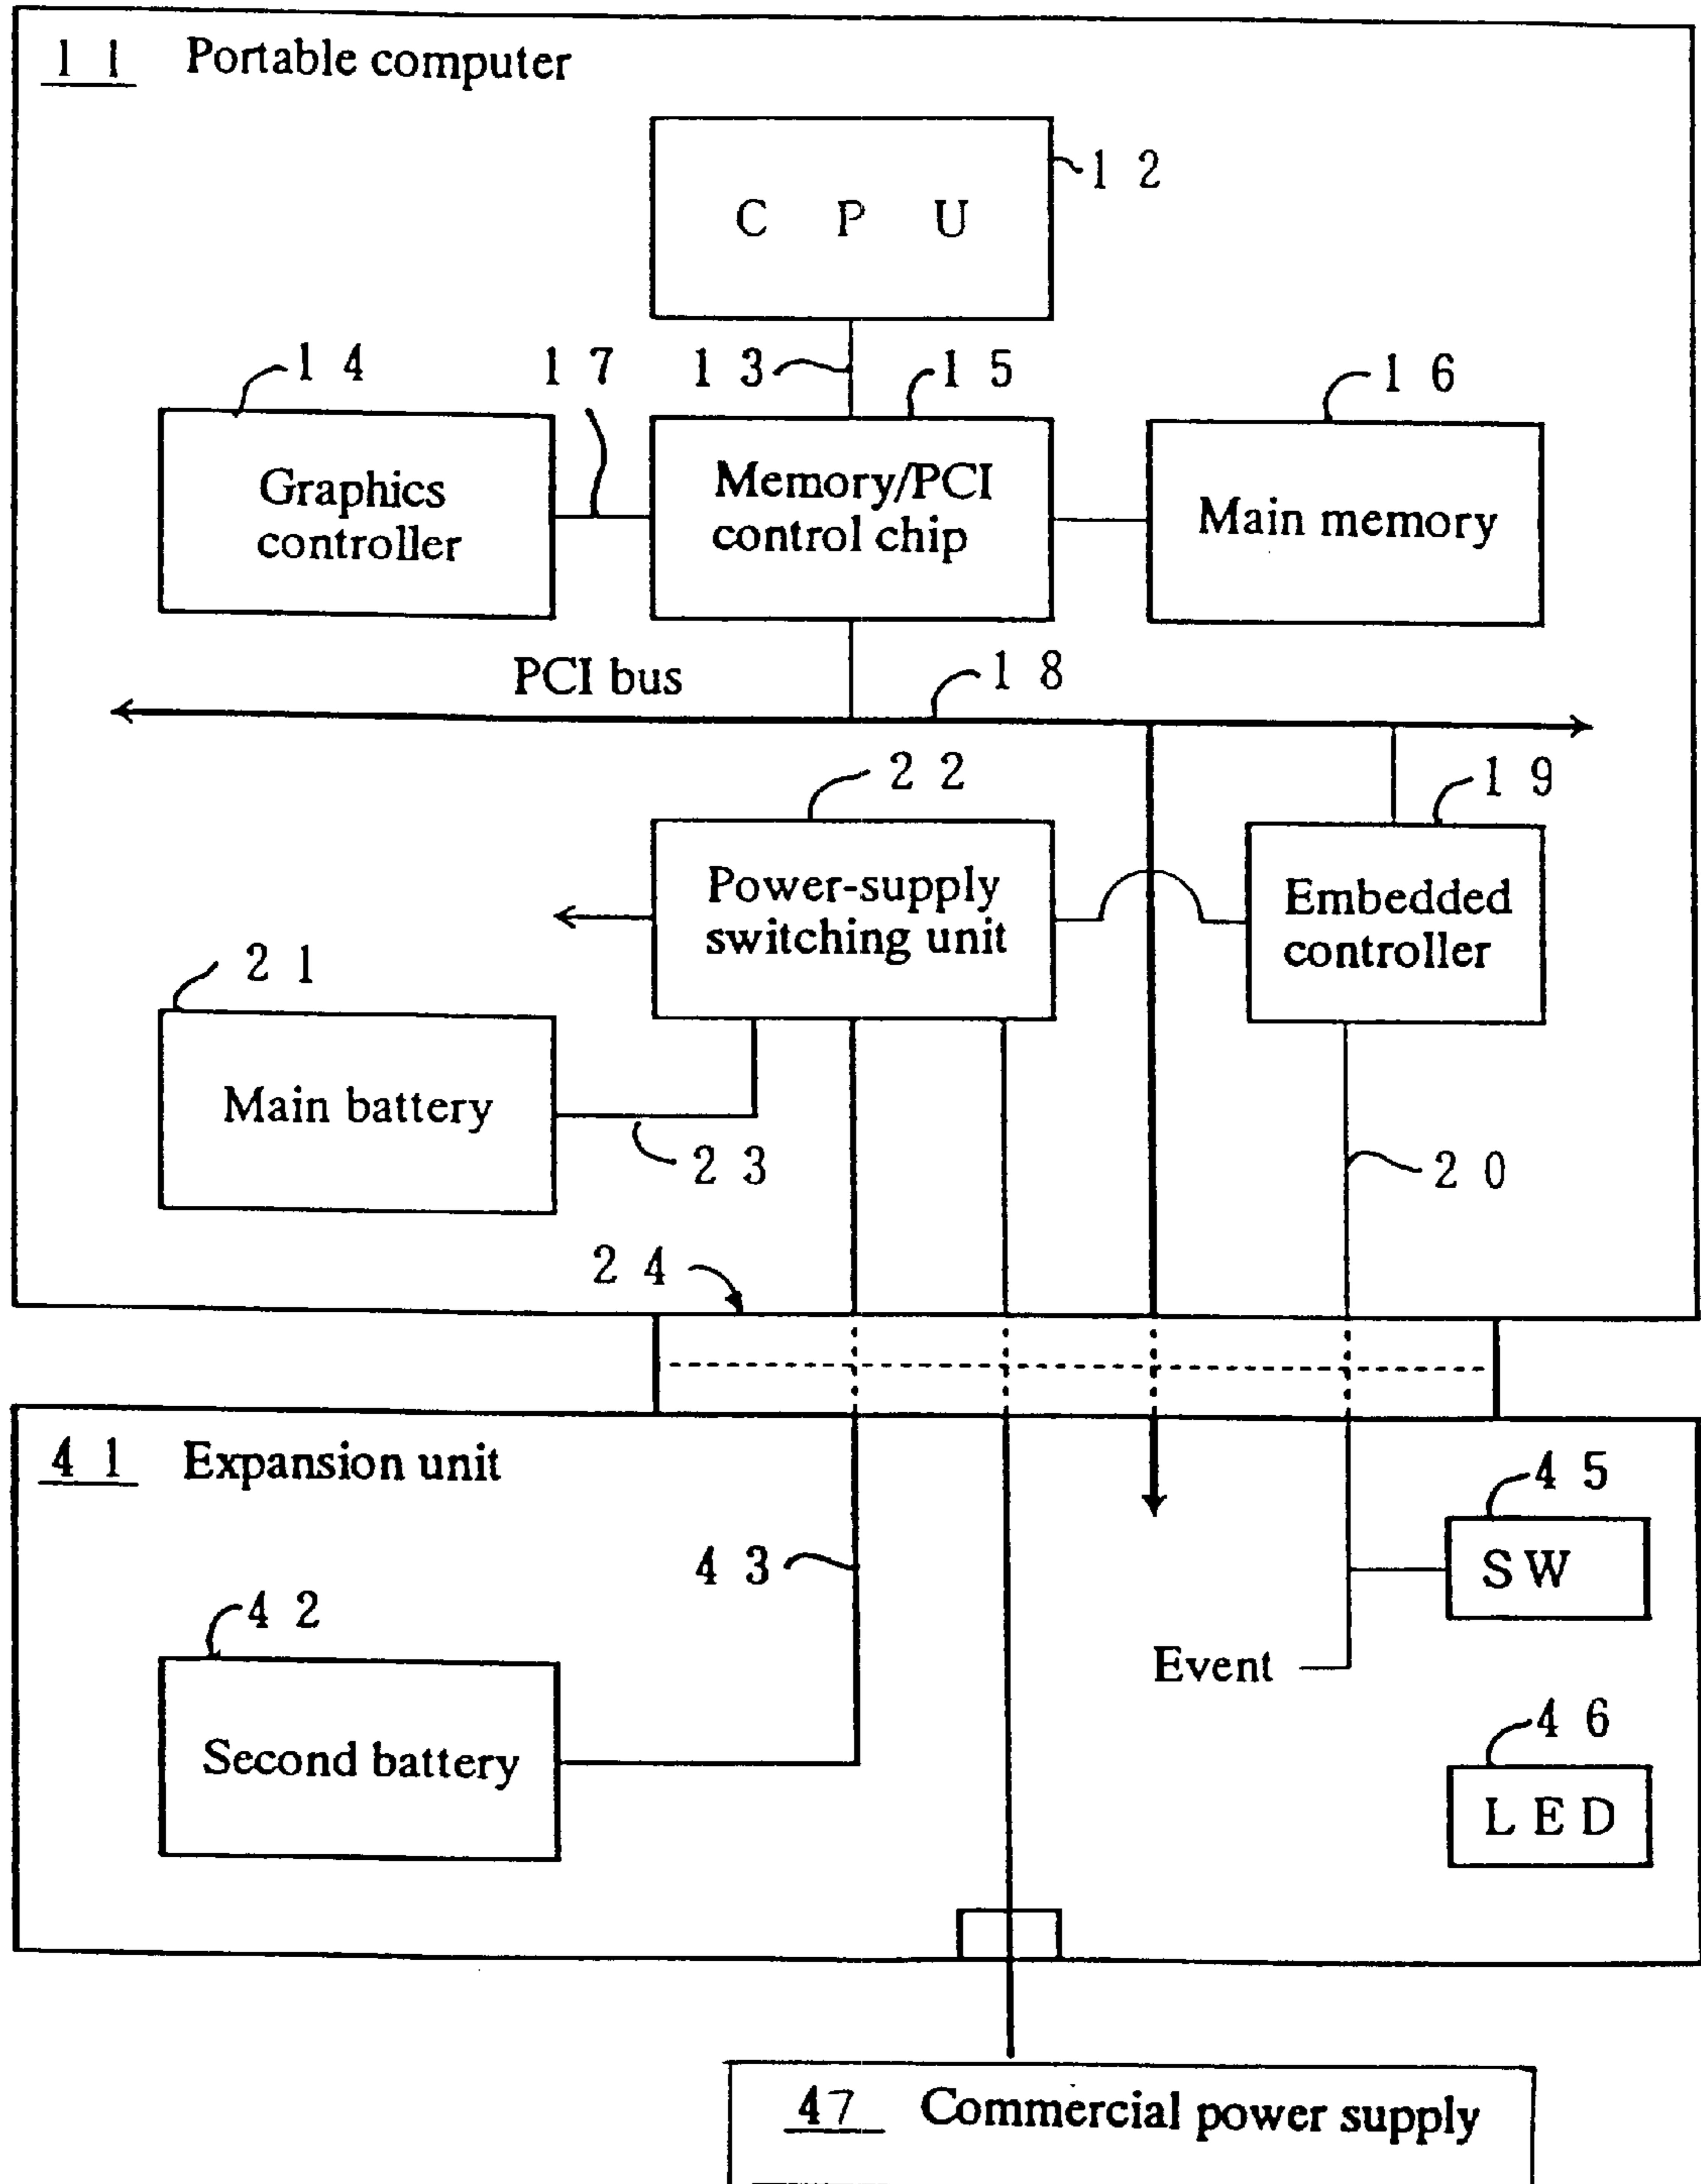 11 Portable computer
12
C P U
14
17
13
15
16
Graphics
controller
Memory/PCI
control chip
Main memory
PCI bus
18
22
19
Power-supply
switching unit
Embedded
controller
21
Main battery
23
20
24
41 Expansion unit
45
SW
43
42
Event
46
Second battery
LED
47 Commercial power supply